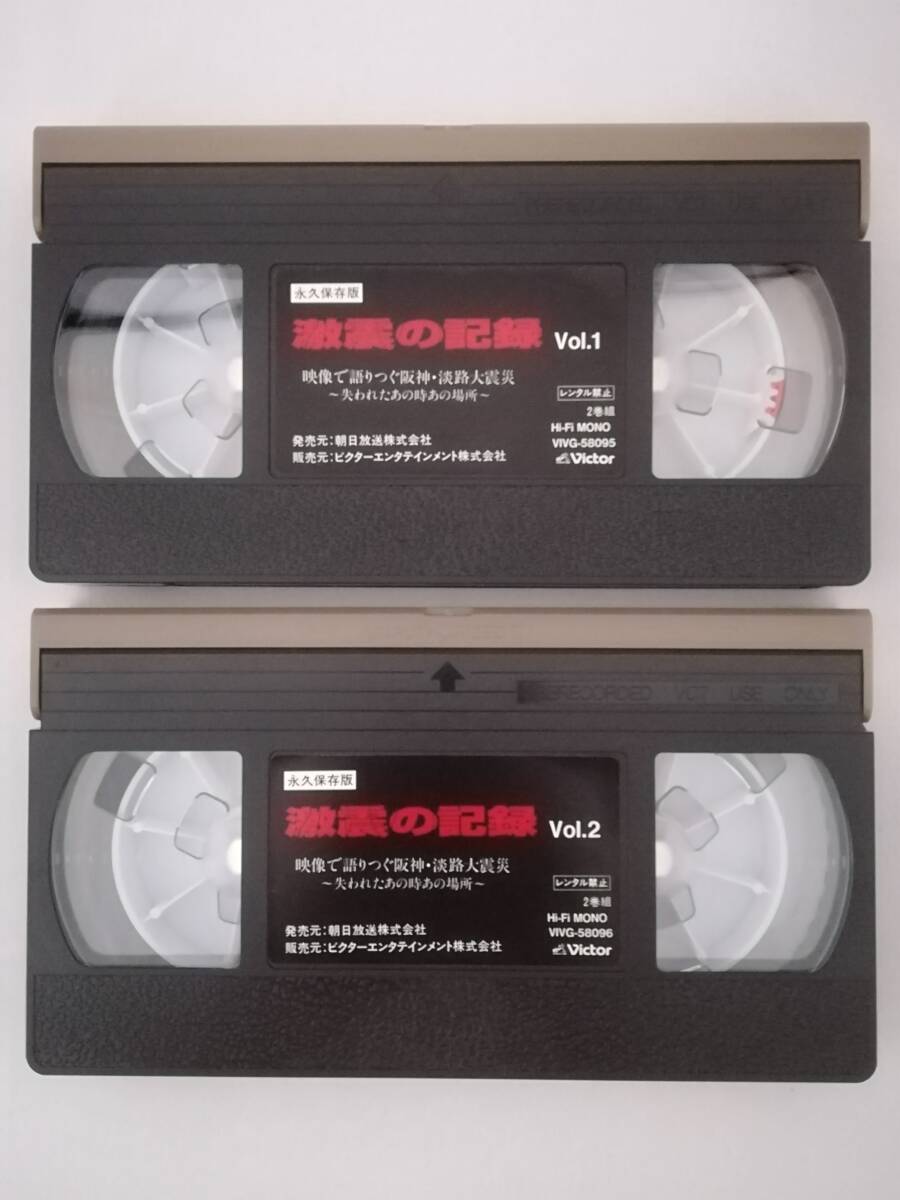 PRERECORDED VCT USE ONLY
永久保存版
激震の記録 Vol.1
映像で語りつぐ阪神・淡路大震災
～失われたあの時あの場所～
レンタル禁止
2巻組
発売元:朝日放送株式会社
Hi-Fi MONO
販売元:ビクターエンタテインメント株式会社
VIVG-58095
Victor
PRERECORDED VCT USE ONLY
永久保存版
激震の記録 Vol.2
映像で語りつぐ阪神・淡路大震災
～失われたあの時あの場所～
レンタル禁止
2巻組
発売元:朝日放送株式会社
Hi-Fi MONO
販売元:ビクターエンタテインメント株式会社
VIVG-58096
Victor